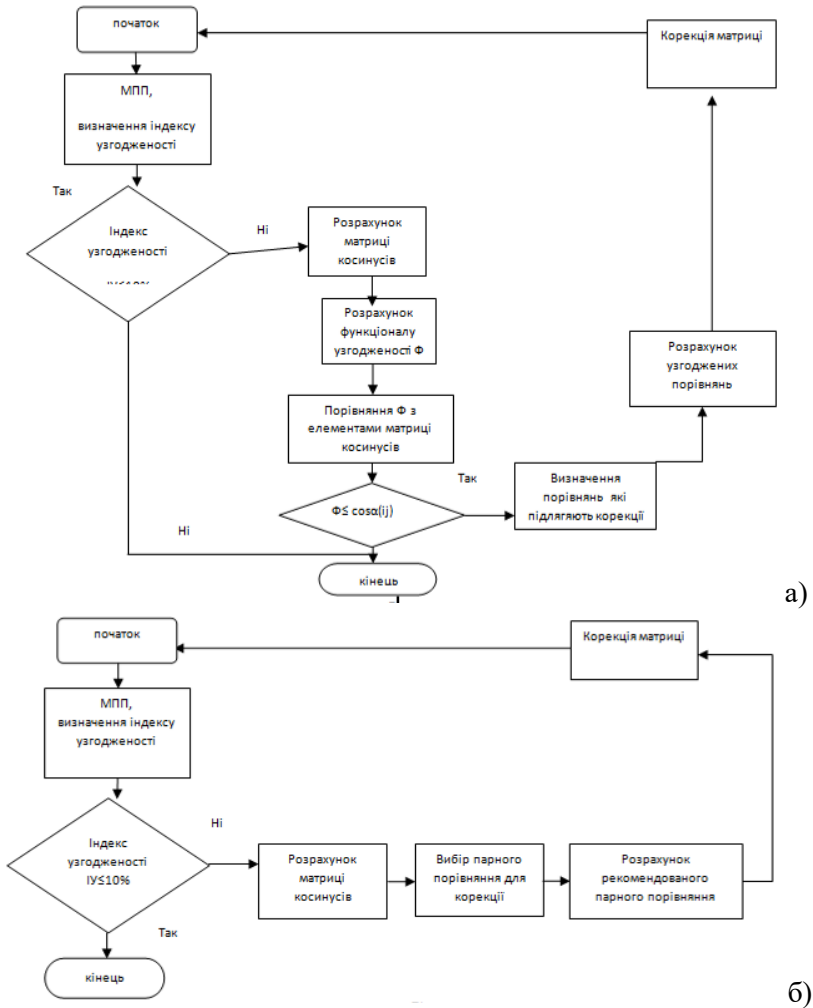 початок
Корекція матриці
МПП,
визначення індексу
узгодженості
Так
Індекс
узгодженості
Ні
Розрахунок
матриці
косинусів
Розрахунок
функціоналу
узгодженості Ф
Розрахунок
узгоджених
порівнянь
Порівняння Ф з
елементами матриці
косинусів
Так
Визначення
порівнянь які
підлягяють корекції
Ф≤ cosα(ij)
Ні
кінець
а)
початок
Корекція матриці
МПП,
визначення індексу
узгодженості
Ні
Індекс
узгодженості
ІУ≤10%
Розрахунок
матриці
косинусів
Вибір парного
порівняння для
корекції
Розрахунок
рекомендованого
парного порівняння
Так
кінець
б)